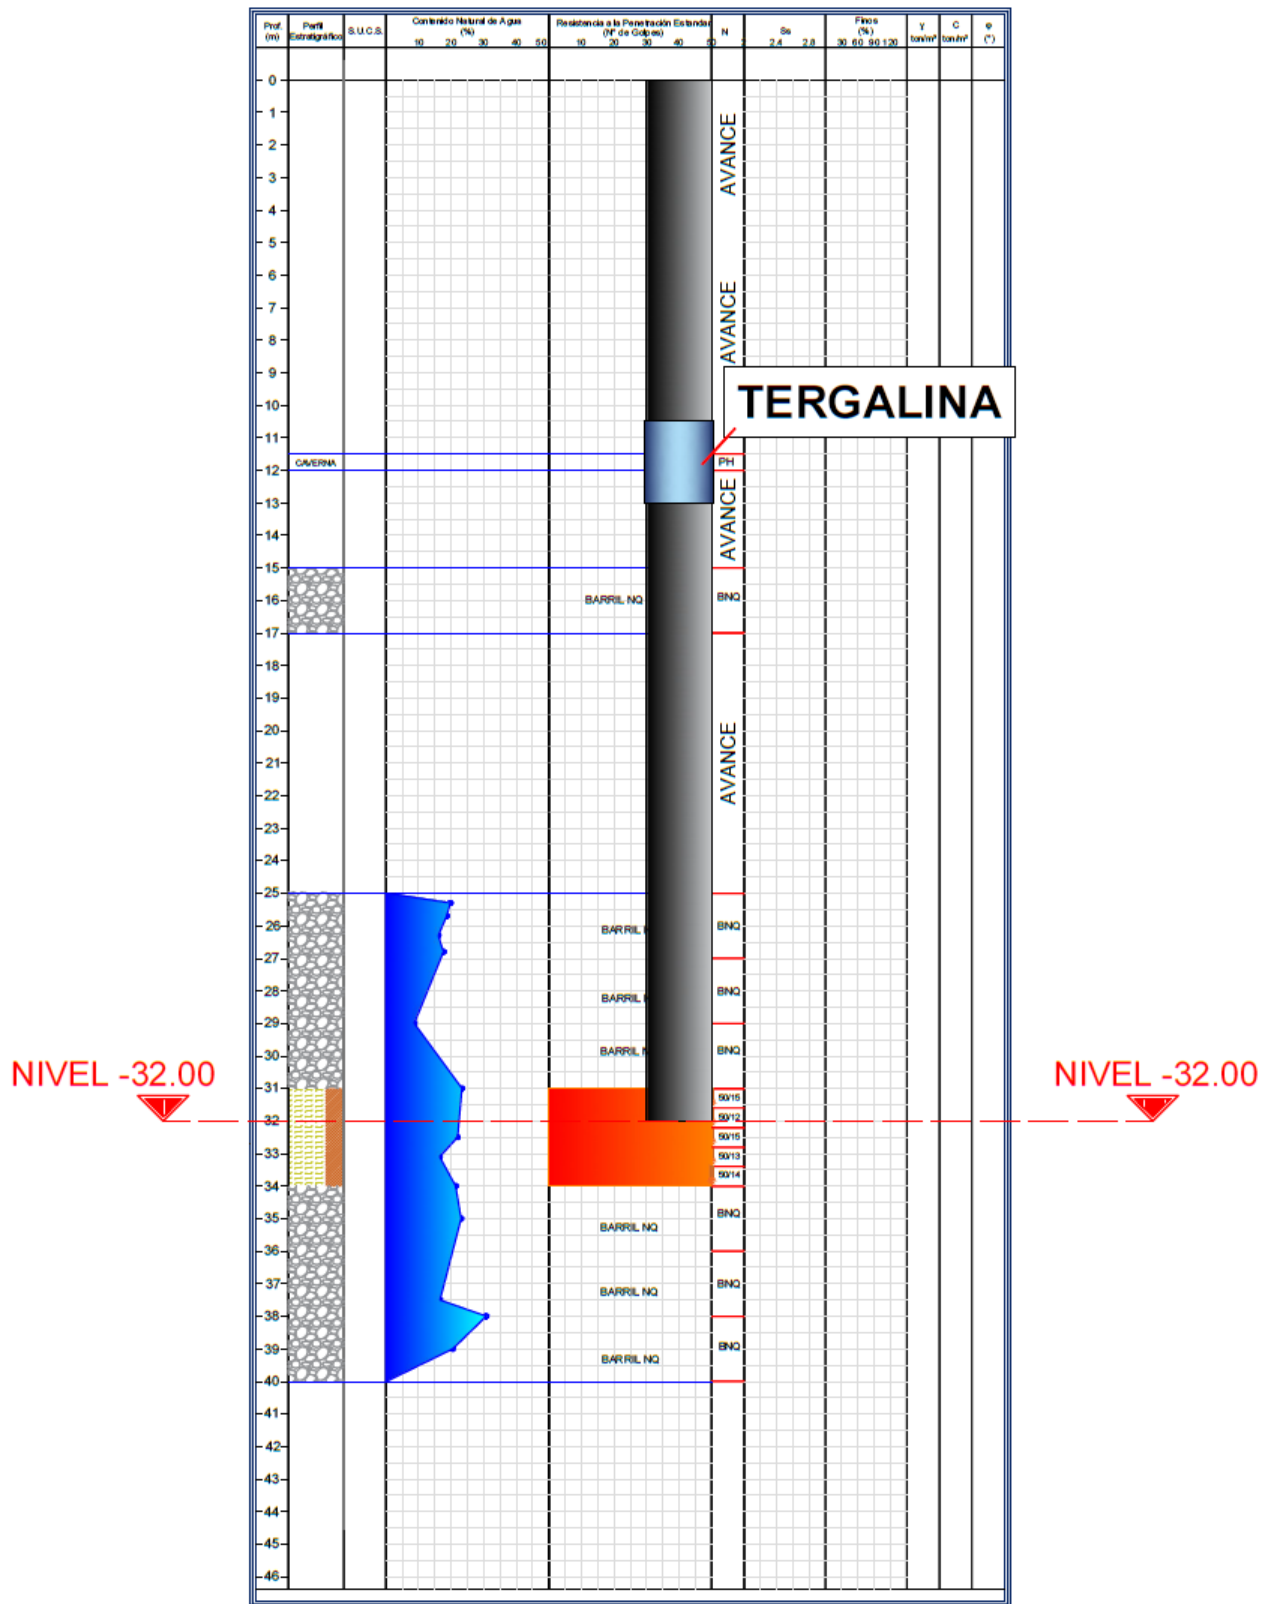 Prof. (m)
Perfil Estratigráfico
S.U.C.S.
Contenido Natural de Agua (%)
10 20 30 40 50
Resistencia a la Penetración Estandar (Nº de Golpes)
10 20 30 40
N
Ss
2.4 2.8
Finos (%)
30 60 90 120
γ ton/m³
C ton/m²
φ (°)
0
1
AVANCE
2
3
4
5
6
AVANCE
7
8
9
10
TERGALINA
11
CAVERNA
PH
12
13
AVANCE
14
15
16
BARRIL NQ
BNQ
17
18
19
20
21
AVANCE
22
23
24
25
26
BARRIL
BNQ
27
28
BARRIL
BNQ
29
30
BARRIL
BNQ
31
NIVEL -32.00
NIVEL -32.00
50/15
50/12
32
50/15
33
50/13
50/14
34
35
BARRIL NQ
BNQ
36
37
BARRIL NQ
BNQ
38
39
BARRIL NQ
BNQ
40
41
42
43
44
45
46